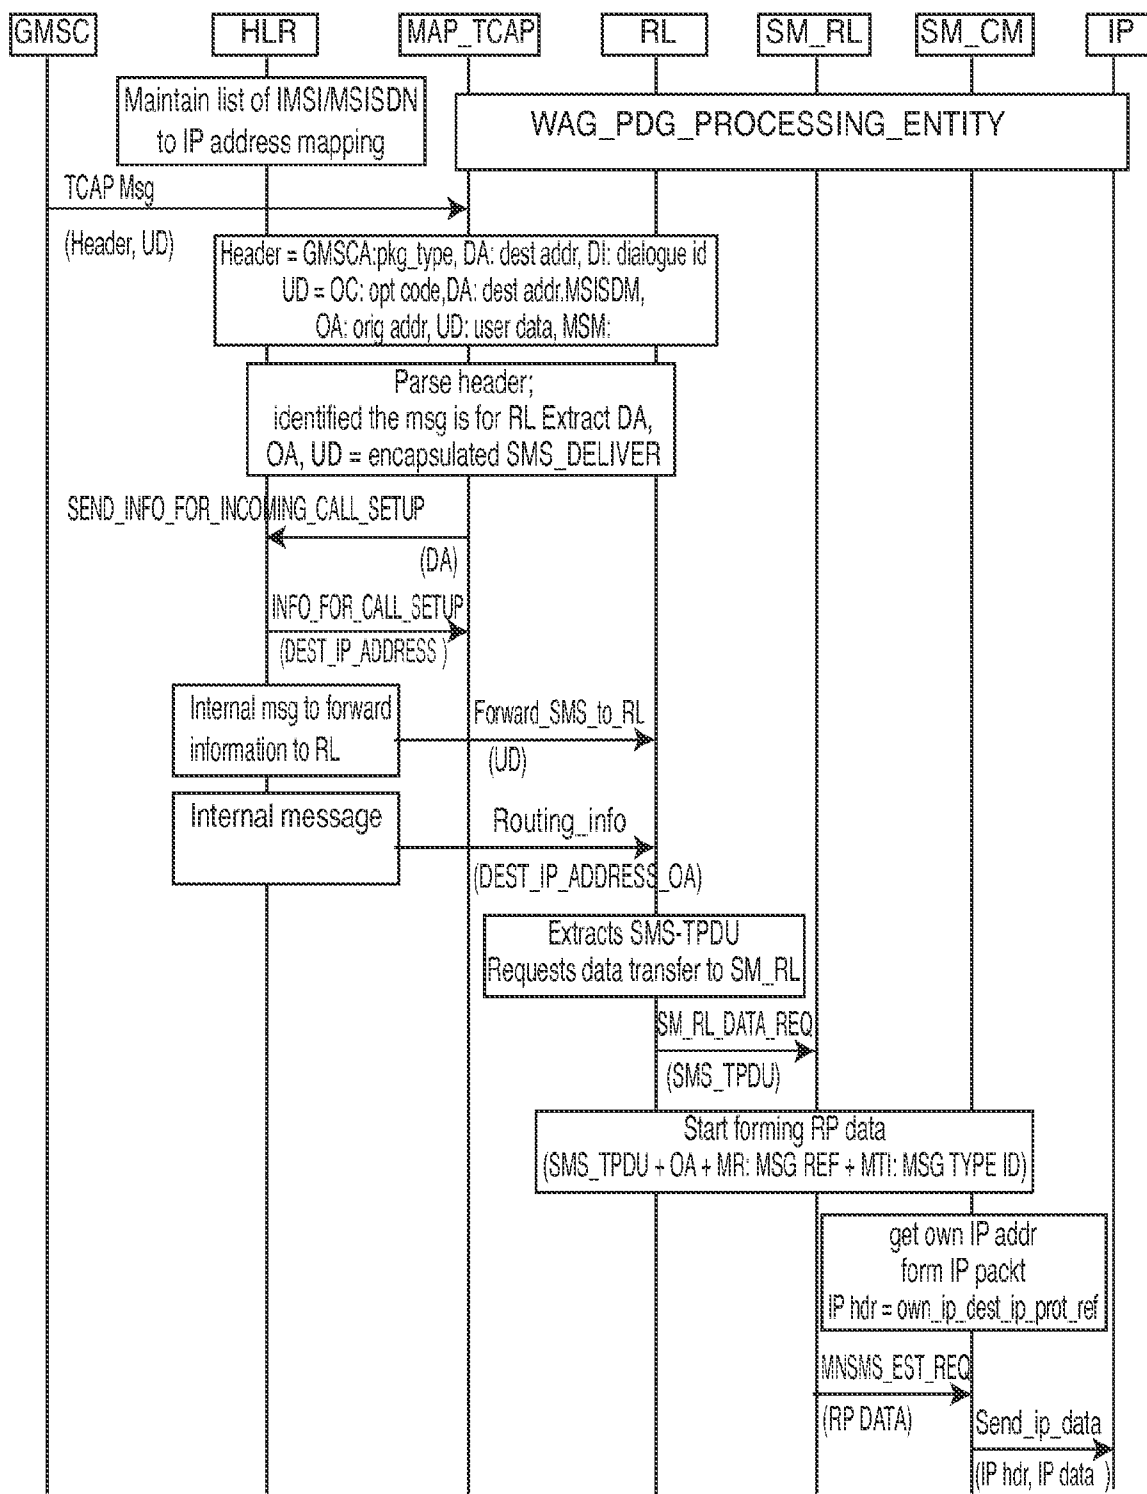 GMSC
HLR
MAP_TCAP
RL
SM_RL
SM_CM
IP
Maintain list of IMSI/MSISDN
to IP address mapping
WAG_PDG_PROCESSING_ENTITY
TCAP Msg
(Header, UD)
Header = GMSCA:pkg_type, DA: dest addr, DI: dialogue id
UD = OC: opt code,DA: dest addr.MSISDM,
OA: orig addr, UD: user data, MSM:
Parse header;
identified the msg is for RL Extract DA,
OA, UD = encapsulated SMS_DELIVER
SEND_INFO_FOR_INCOMING_CALL_SETUP
(DA)
INFO_FOR_CALL_SETUP
(DEST_IP_ADDRESS )
Internal msg to forward
information to RL
Forward_SMS_to_RL
(UD)
Internal message
Routing_info
(DEST_IP_ADDRESS_OA)
Extracts SMS-TPDU
Requests data transfer to SM_RL
SM_RL_DATA_REQ
(SMS_TPDU)
Start forming RP data
(SMS_TPDU + OA + MR: MSG REF + MTI: MSG TYPE ID)
get own IP addr
form IP packt
IP hdr = own_ip_dest_ip_prot_ref
MNSMS_EST_REQ
(RP DATA)
Send_ip_data
(IP hdr, IP data )